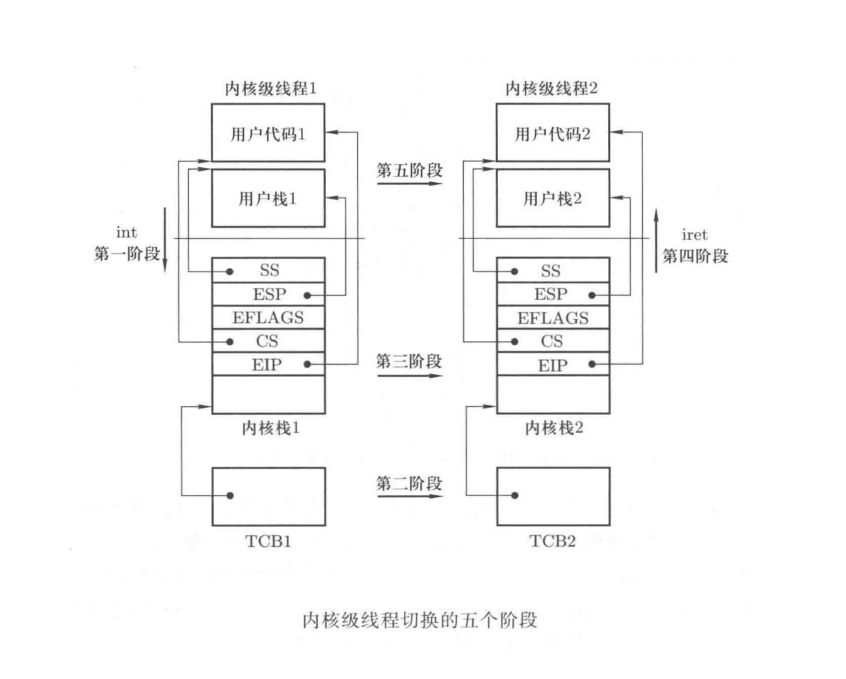 内核级线程1
内核级线程2
用户代码1
用户代码2
第五阶段
用户栈1
用户栈2
int
第一阶段
iret
第四阶段
SS
SS
ESP
ESP
EFLAGS
EFLAGS
CS
CS
EIP
第三阶段
EIP
内核栈1
内核栈2
第二阶段
TCB1
TCB2
内核级线程切换的五个阶段